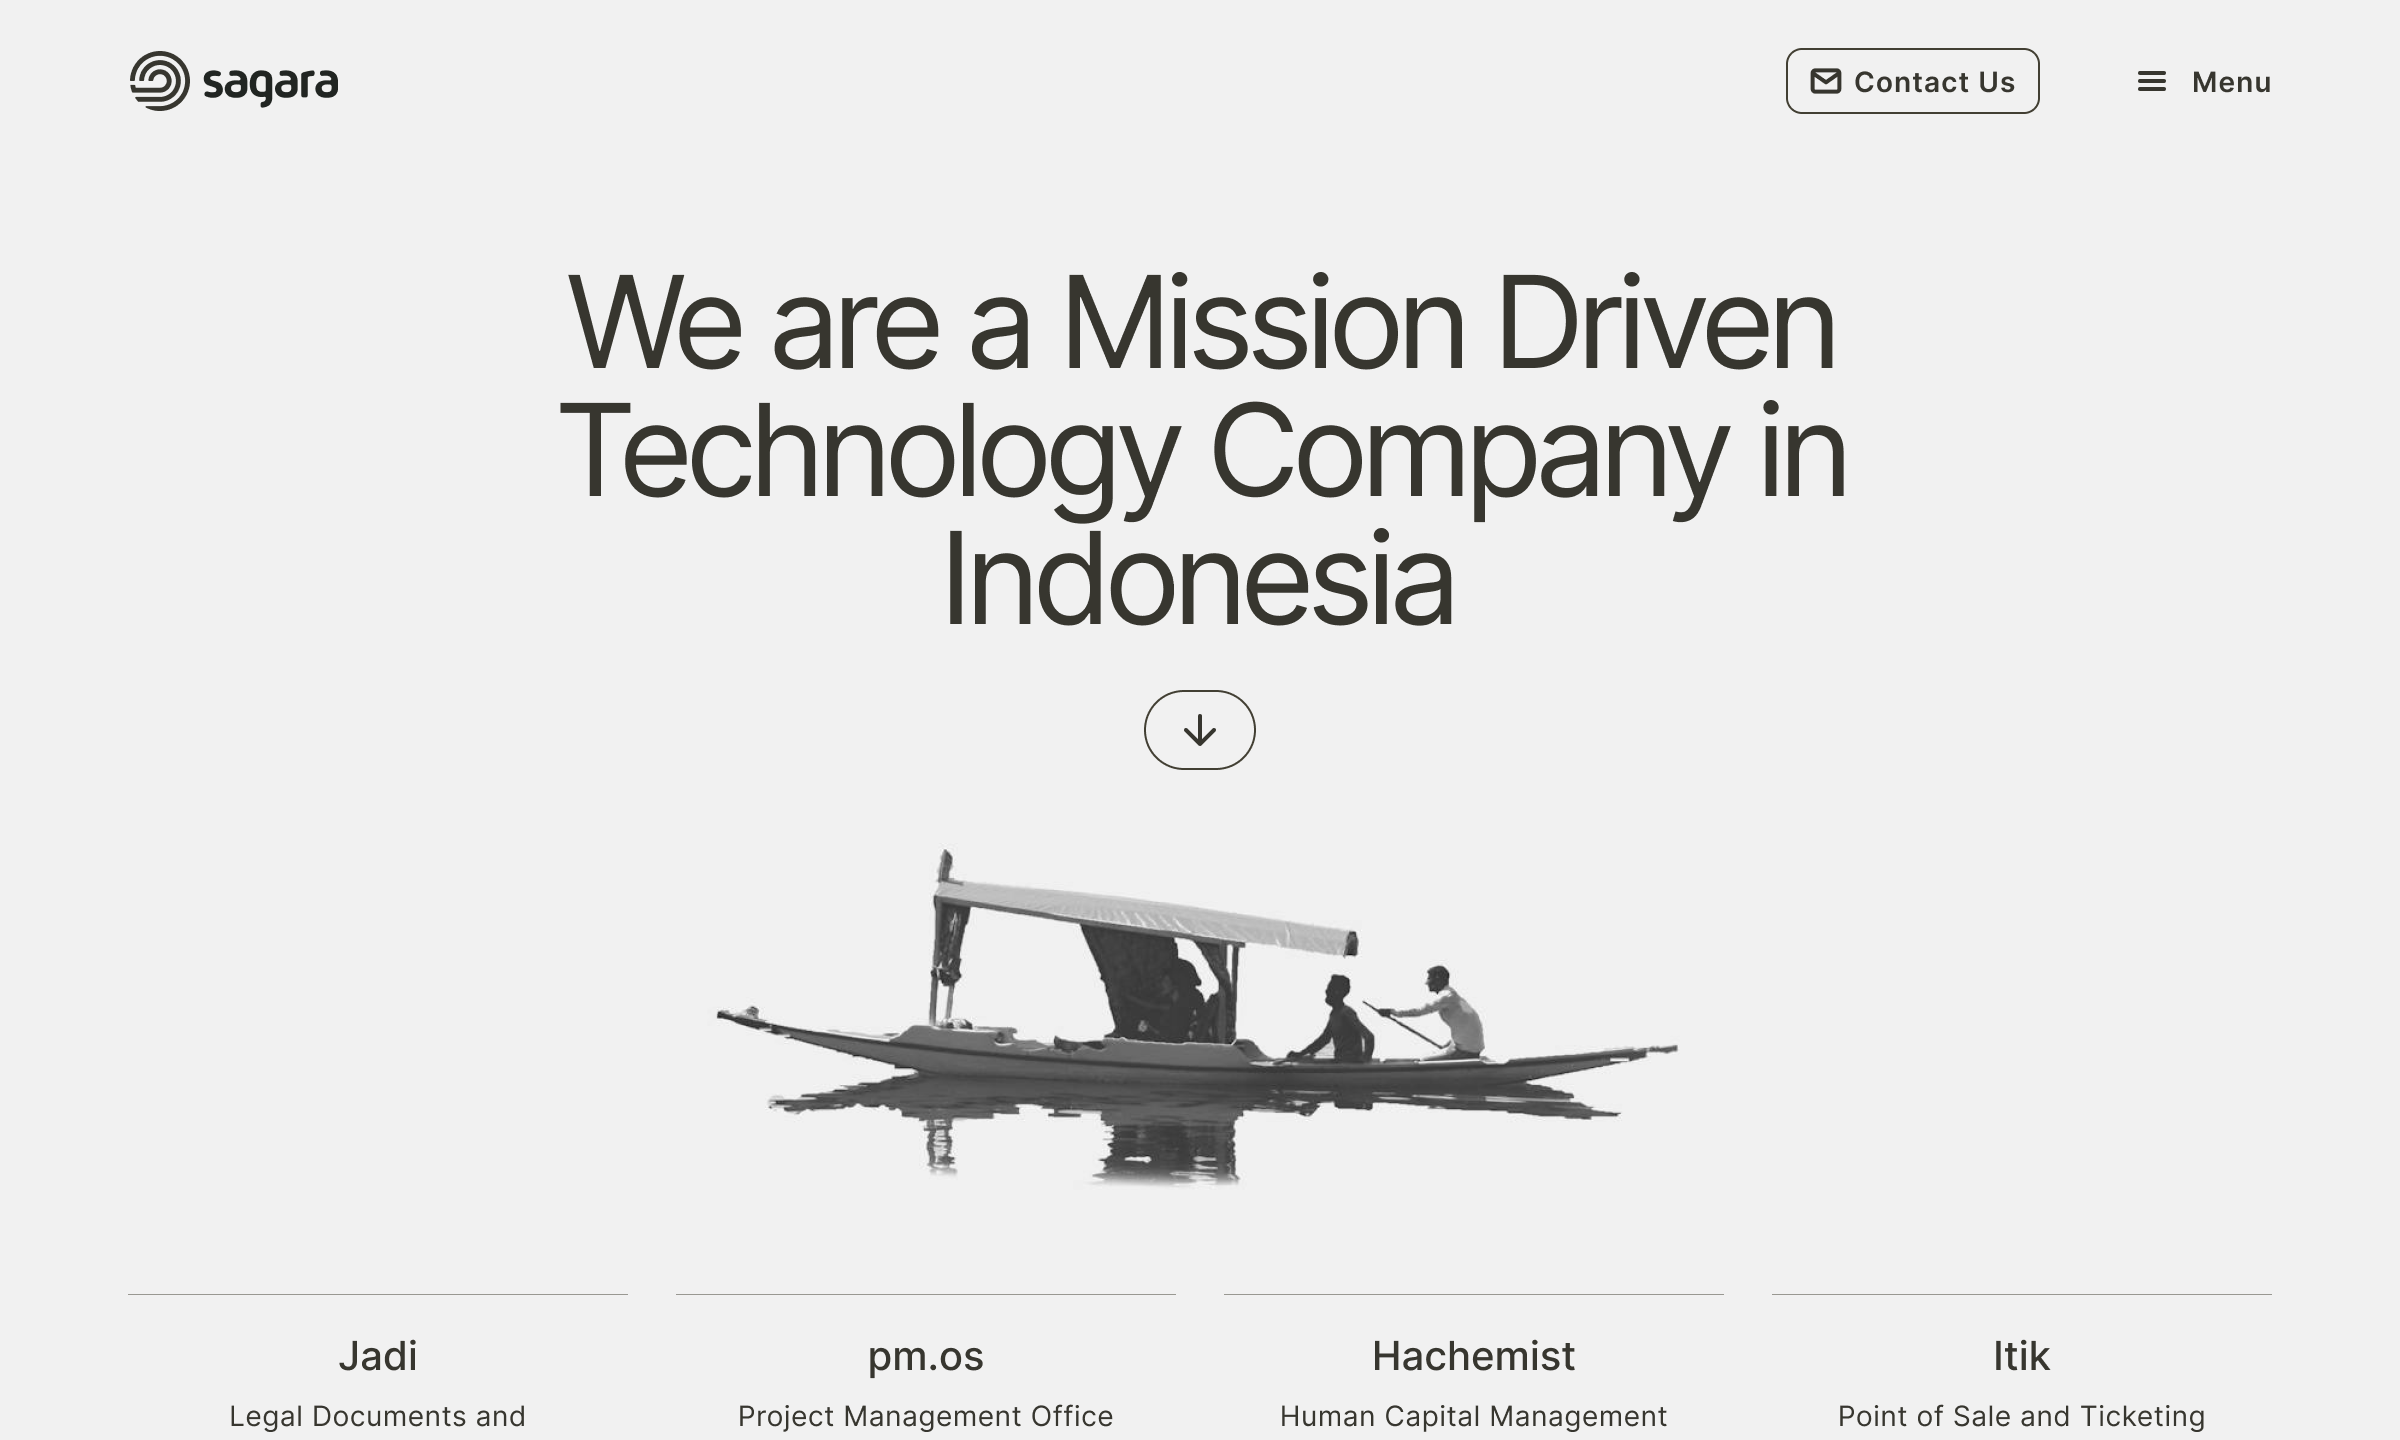 sagara
Contact Us
Menu
We are a Mission Driven
Technology Company in
Indonesia
Jadi
Legal Documents and
pm.os
Project Management Office
Hachemist
Human Capital Management
Itik
Point of Sale and Ticketing